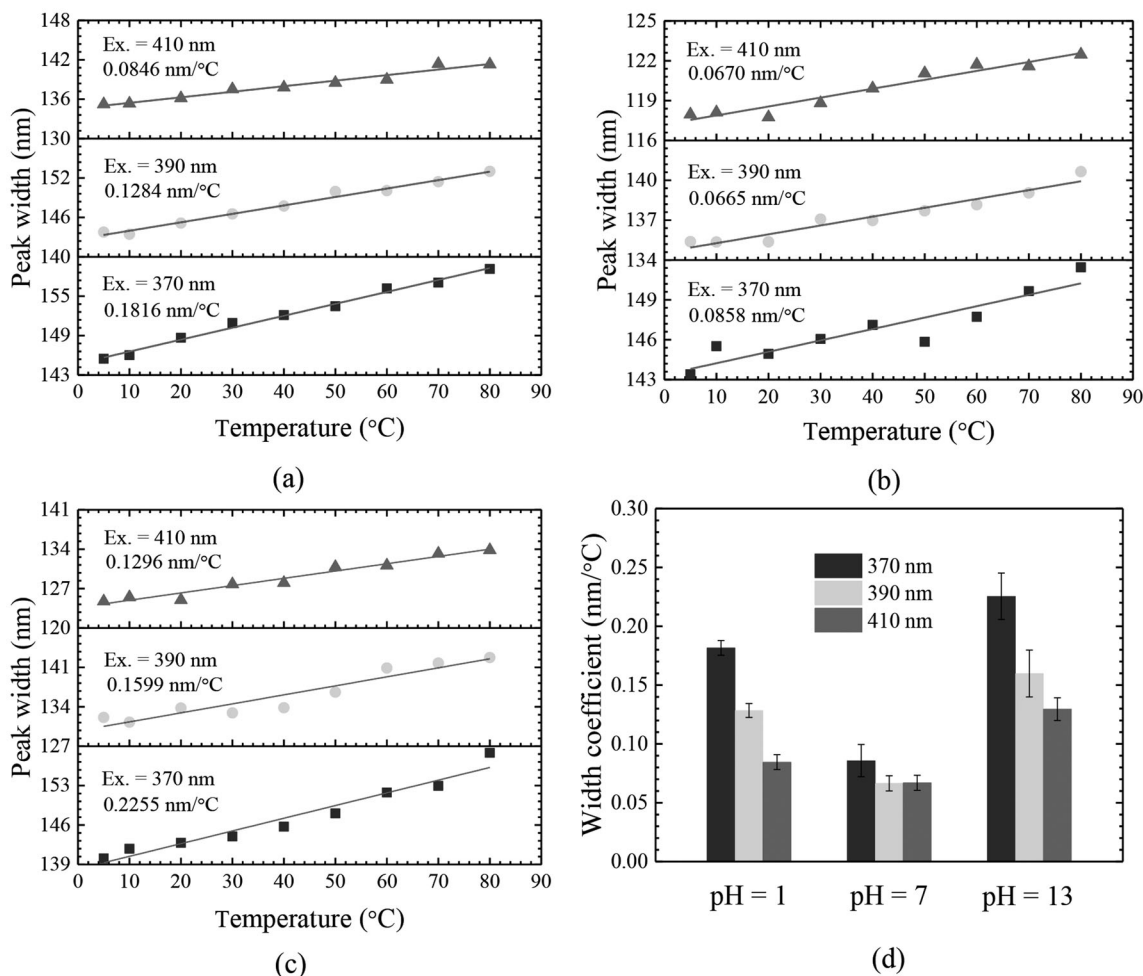 148
142
136
130
Ex. = 410 nm
0.0846 nm/°C
152
146
140
Ex. = 390 nm
0.1284 nm/°C
155
149
143
Ex. = 370 nm
0.1816 nm/°C
Peak width (nm)
0 10 20 30 40 50 60 70 80 90
Temperature (°C)
(a)
122
119
116
Ex. = 410 nm
0.0670 nm/°C
140
137
134
Ex. = 390 nm
0.0665 nm/°C
149
146
143
Ex. = 370 nm
0.0858 nm/°C
Peak width (nm)
0 10 20 30 40 50 60 70 80 90
Temperature (°C)
(b)
141
134
127
120
Ex. = 410 nm
0.1296 nm/°C
141
134
127
Ex. = 390 nm
0.1599 nm/°C
153
146
139
Ex. = 370 nm
0.2255 nm/°C
Peak width (nm)
0 10 20 30 40 50 60 70 80 90
Temperature (°C)
(c)
0.30
0.25
0.20
0.15
0.10
0.05
0.00
Width coefficient (nm/°C)
370 nm
390 nm
410 nm
pH = 1 pH = 7 pH = 13
(d)